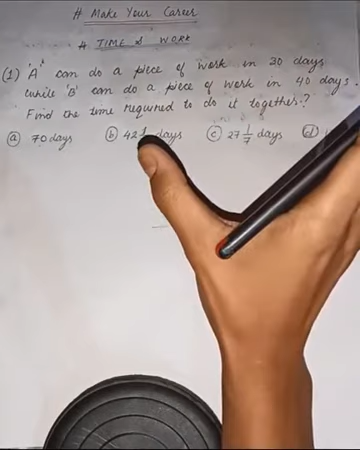 # Make Your Career
# TIME & WORK
(1) 'A' can do a piece of work in 30 days
while 'B' can do a piece of work in 40 days.
Find the time required to do it together.?
(a) 70 days (b) 42 days (c) 27 1/7 days (d)